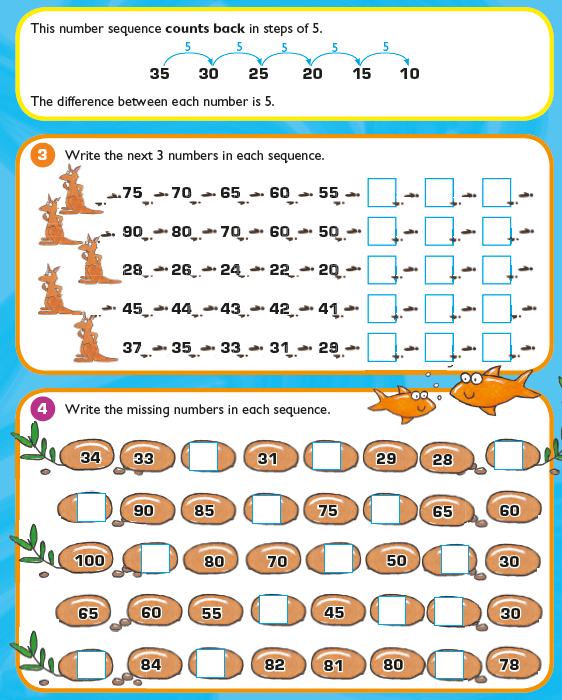 This number sequence counts back in steps of 5.
5 5 5 5 5
35 30 25 20 15 10
The difference between each number is 5.
3 Write the next 3 numbers in each sequence.
75 70 65 60 55
90 80 70 60 50
28 26 24 22 20
45 44 43 42 41
37 35 33 31 29
4 Write the missing numbers in each sequence.
34 33 31 29 28
90 85 75 65 60
100 80 70 50 30
65 60 55 45 30
84 82 81 80 78